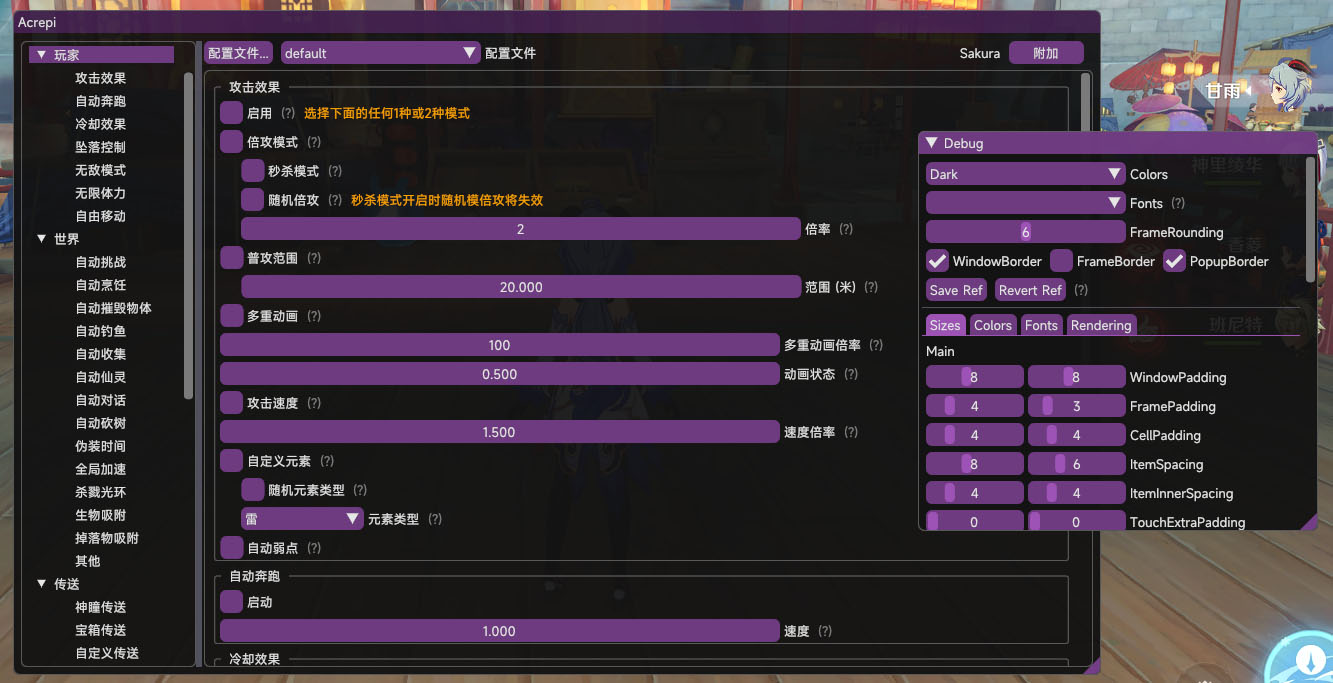 Acrepi
玩家
攻击效果
自动奔跑
冷却效果
坠落控制
无敌模式
无限体力
自由移动
世界
自动挑战
自动烹饪
自动摧毁物体
自动钓鱼
自动收集
自动仙灵
自动对话
自动砍树
伪装时间
全局加速
杀戮光环
生物吸附
掉落物吸附
其他
传送
神瞳传送
宝箱传送
自定义传送
配置文件... default 配置文件 Sakura 附加
攻击效果
启用 (?) 选择下面的任何1种或2种模式
倍攻模式 (?)
秒杀模式 (?)
随机倍攻 (?) 秒杀模式开启时随机模倍攻将失效
2 倍率 (?)
普攻范围 (?)
20.000 范围 (米) (?)
多重动画 (?)
100 多重动画倍率 (?)
0.500 动画状态 (?)
攻击速度 (?)
1.500 速度倍率 (?)
自定义元素 (?)
随机元素类型 (?)
雷 元素类型 (?)
自动弱点 (?)
自动奔跑
启动
1.000 速度 (?)
冷却效果
甘雨
神里绫华
香菱
班尼特
Debug
Dark Colors
Fonts (?)
6 FrameRounding
WindowBorder FrameBorder PopupBorder
Save Ref Revert Ref (?)
Sizes Colors Fonts Rendering
Main
8 8 WindowPadding
4 3 FramePadding
4 4 CellPadding
8 6 ItemSpacing
4 4 ItemInnerSpacing
0 0 TouchExtraPadding